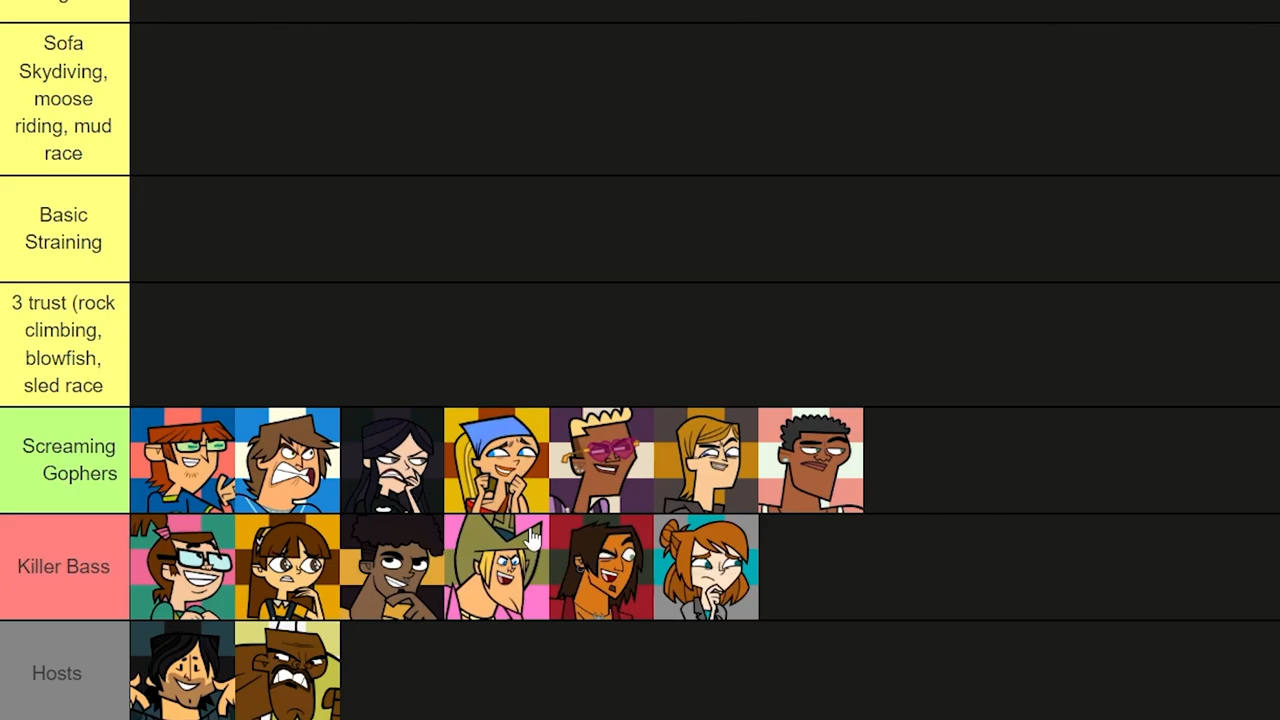 Sofa
Skydiving,
moose
riding, mud
race
Basic
Straining
3 trust (rock
climbing,
blowfish,
sled race
Screaming
Gophers
Killer Bass
Hosts